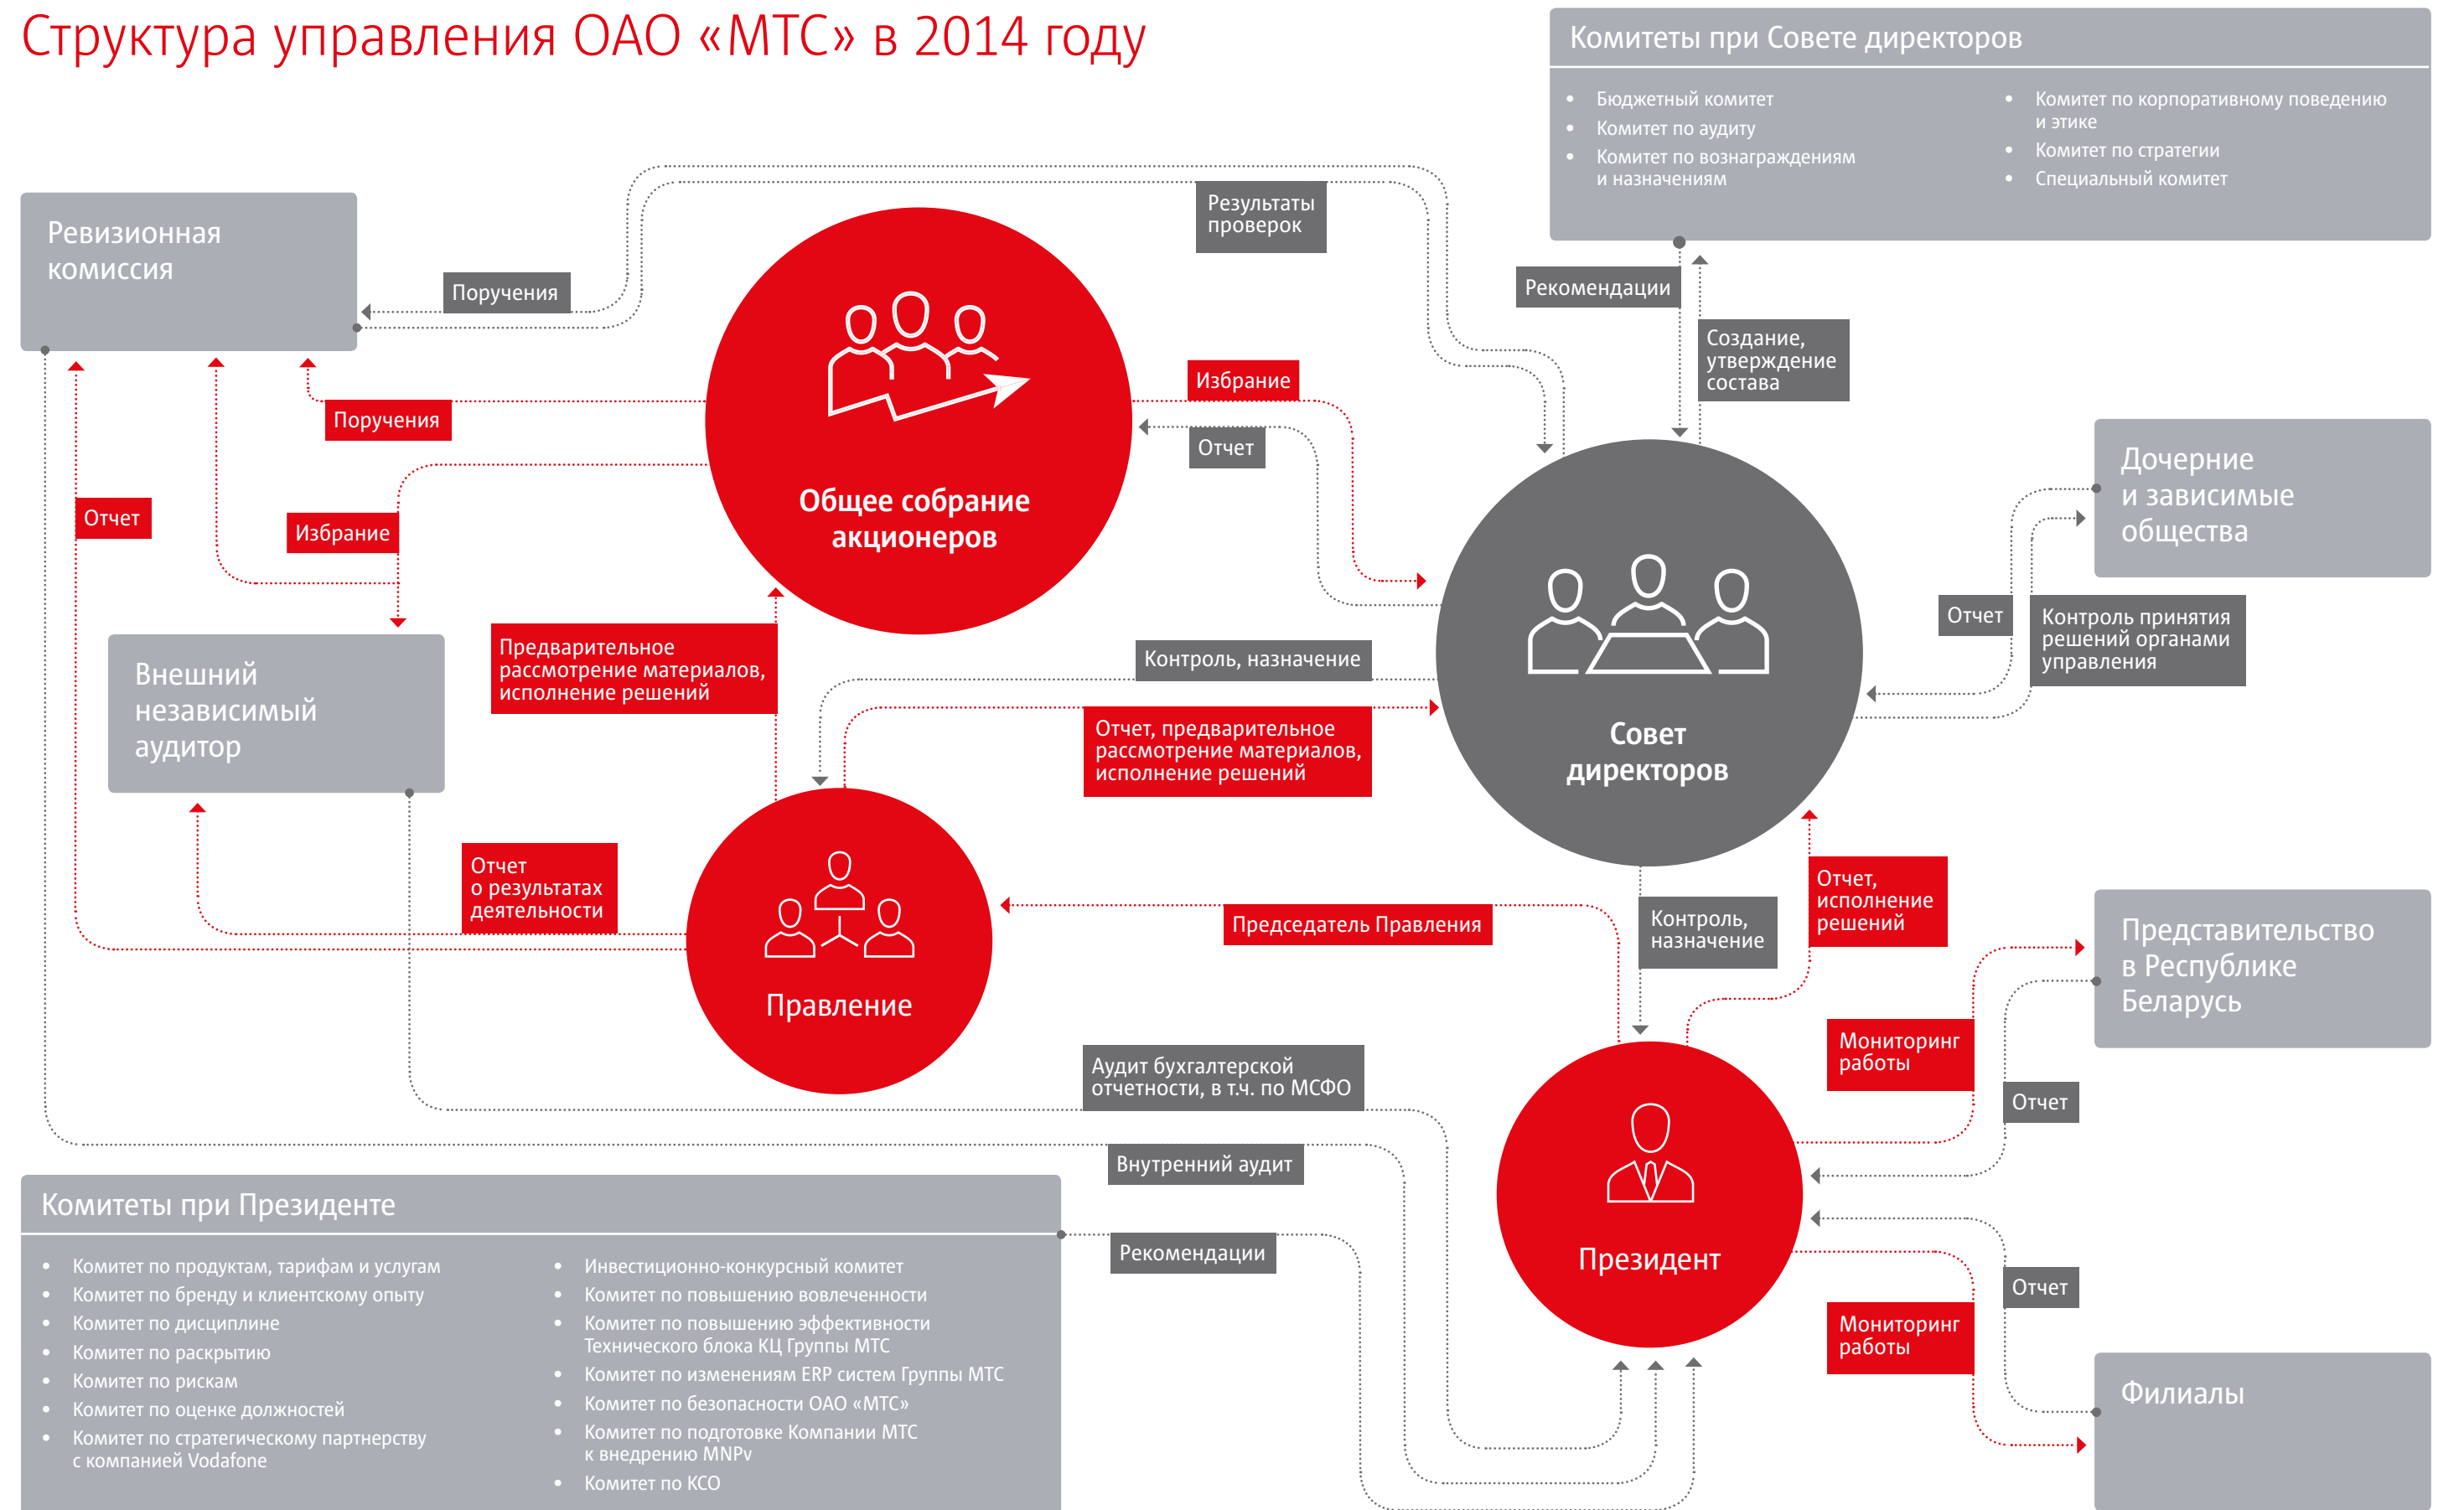 Структура управления ОАО «МТС» в 2014 году
Комитеты при Совете директоров
• Бюджетный комитет
• Комитет по аудиту
• Комитет по вознаграждениям
и назначениям
• Комитет по корпоративному поведению
и этике
• Комитет по стратегии
• Специальный комитет
Ревизионная
комиссия
Поручения
Результаты
проверок
Рекомендации
Создание,
утверждение
состава
Поручения
Избрание
Отчет
Общее собрание
акционеров
Отчет
Избрание
Дочерние
и зависимые
общества
Отчет
Контроль принятия
решений органами
управления
Внешний
независимый
аудитор
Предварительное
рассмотрение материалов,
исполнение решений
Контроль, назначение
Отчет, предварительное
рассмотрение материалов,
исполнение решений
Совет
директоров
Отчет
о результатах
деятельности
Правление
Председатель Правления
Контроль,
назначение
Отчет,
исполнение
решений
Представительство
в Республике
Беларусь
Мониторинг
работы
Отчет
Аудит бухгалтерской
отчетности, в т.ч. по МСФО
Внутренний аудит
Рекомендации
Президент
Отчет
Мониторинг
работы
Филиалы
Комитеты при Президенте
• Комитет по продуктам, тарифам и услугам
• Комитет по бренду и клиентскому опыту
• Комитет по дисциплине
• Комитет по раскрытию
• Комитет по рискам
• Комитет по оценке должностей
• Комитет по стратегическому партнерству
с компанией Vodafone
• Инвестиционно-конкурсный комитет
• Комитет по повышению вовлеченности
• Комитет по повышению эффективности
Технического блока КЦ Группы МТС
• Комитет по изменениям ERP систем Группы МТС
• Комитет по безопасности ОАО «МТС»
• Комитет по подготовке Компании МТС
к внедрению MNPv
• Комитет по КСО